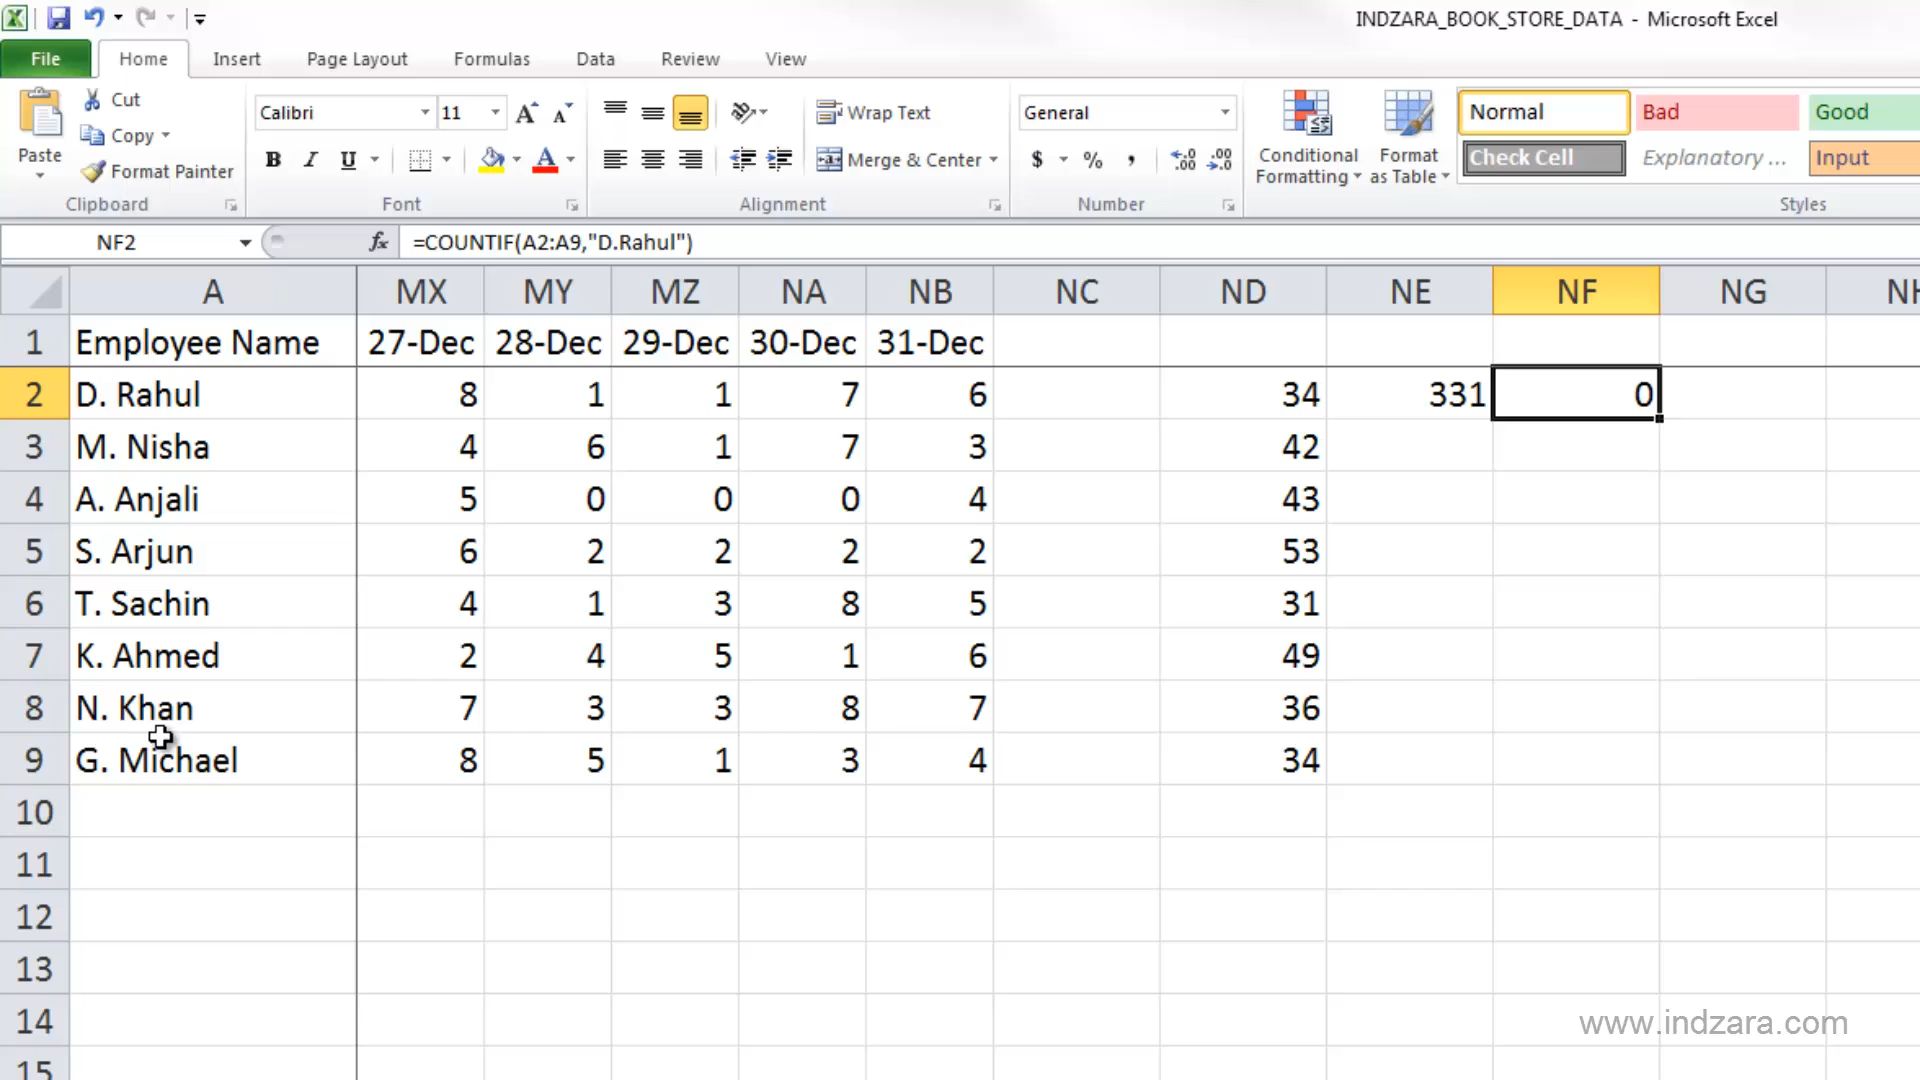 INDZARA_BOOK_STORE_DATA - Microsoft Excel
File Home Insert Page Layout Formulas Data Review View
Paste Cut Copy Format Painter
Calibri 11
B I U A
Wrap Text
Merge & Center
General
$ % ,
Conditional Formatting
Format as Table
Normal Bad Good
Check Cell Explanatory ... Input
Clipboard Font Alignment Number Styles
NF2 fx =COUNTIF(A2:A9,"D.Rahul")
A MX MY MZ NA NB NC ND NE NF NG NH
1 Employee Name 27-Dec 28-Dec 29-Dec 30-Dec 31-Dec
2 D. Rahul 8 1 1 7 6 34 331 0
3 M. Nisha 4 6 1 7 3 42
4 A. Anjali 5 0 0 0 4 43
5 S. Arjun 6 2 2 2 2 53
6 T. Sachin 4 1 3 8 5 31
7 K. Ahmed 2 4 5 1 6 49
8 N. Khan 7 3 3 8 7 36
9 G. Michael 8 5 1 3 4 34
10
11
12
13
14
15
www.indzara.com